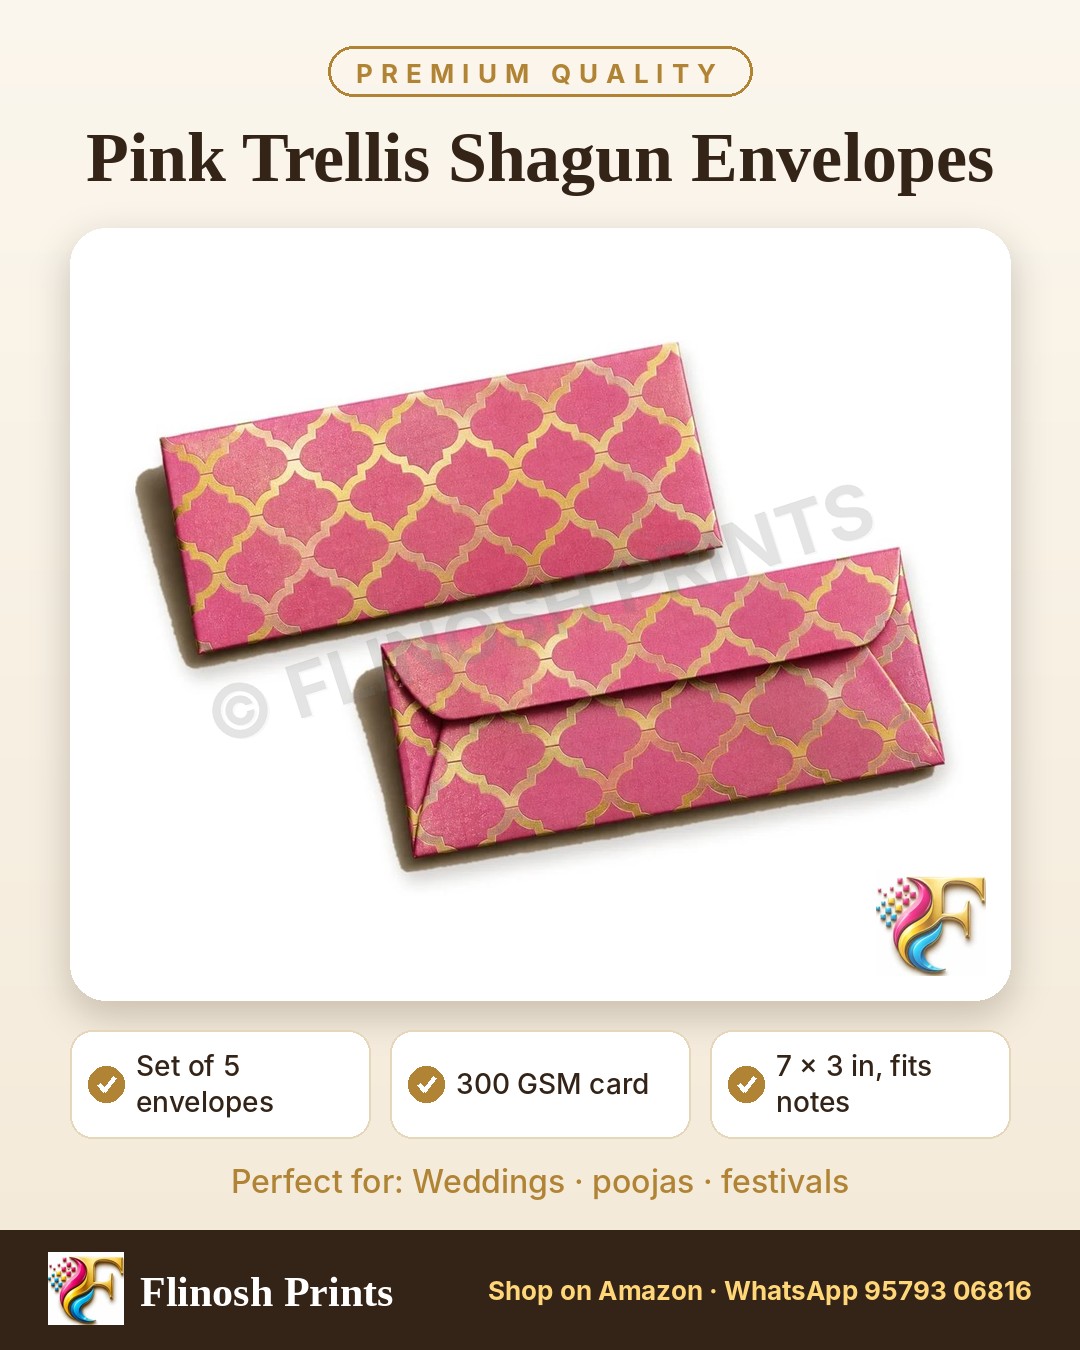 PREMIUM QUALITY
Pink Trellis Shagun Envelopes
© FLINOSH PRINTS
F
Set of 5
envelopes
300 GSM card
7 × 3 in, fits
notes
Perfect for: Weddings · poojas · festivals
F
Flinosh Prints
Shop on Amazon · WhatsApp 95793 06816